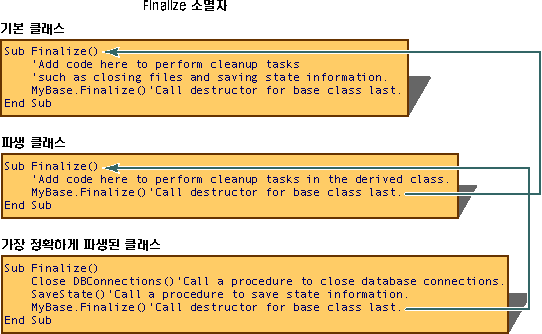 Finalize 소멸자
기본 클래스
Sub Finalize()
'Add code here to perform cleanup tasks
'such as closing files and saving state information.
MyBase.Finalize()'Call destructor for base class last.
End Sub
파생 클래스
Sub Finalize()
'Add code here to perform cleanup tasks in the derived class.
MyBase.Finalize()'Call destructor for base class last.
End Sub
가장 정확하게 파생된 클래스
Sub Finalize()
Close DBConnections()'Call a procedure to close database connections.
SaveState()'Call a procedure to save state information.
MyBase.Finalize()'Call destructor for base class last.
End Sub